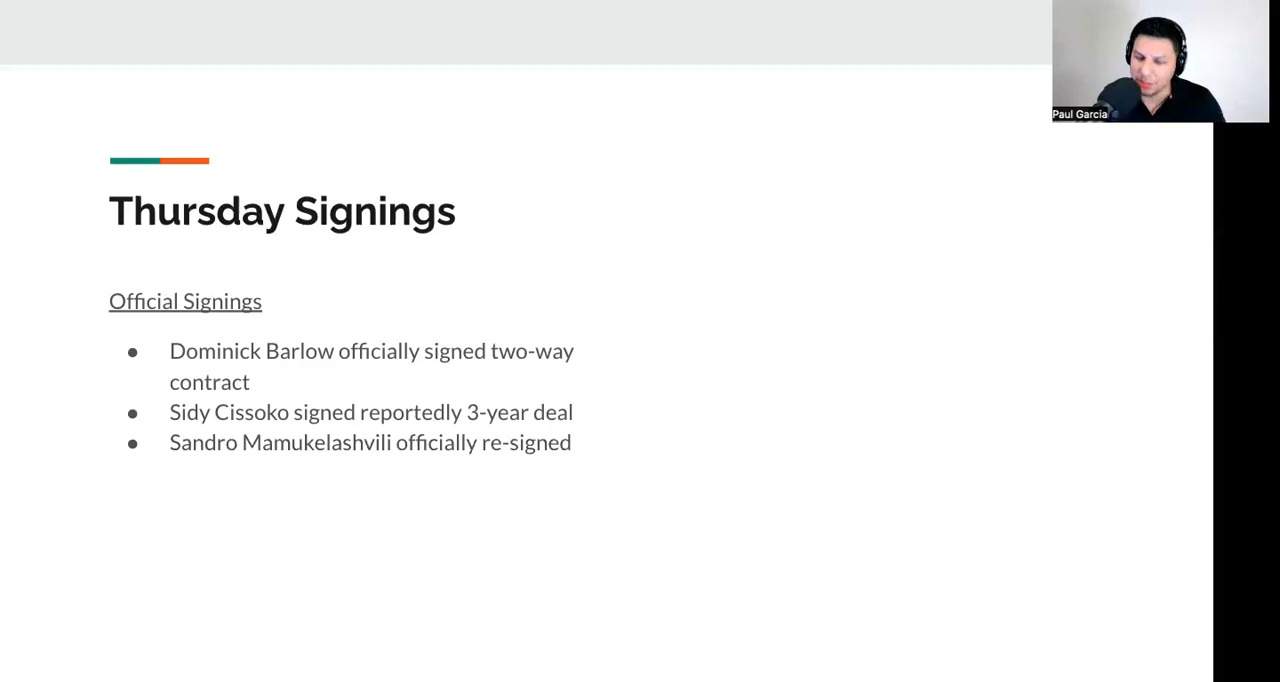 Paul Garcia
Thursday Signings
Official Signings
● Dominick Barlow officially signed two-way
contract
● Sidy Cissoko signed reportedly 3-year deal
● Sandro Mamukelashvili officially re-signed